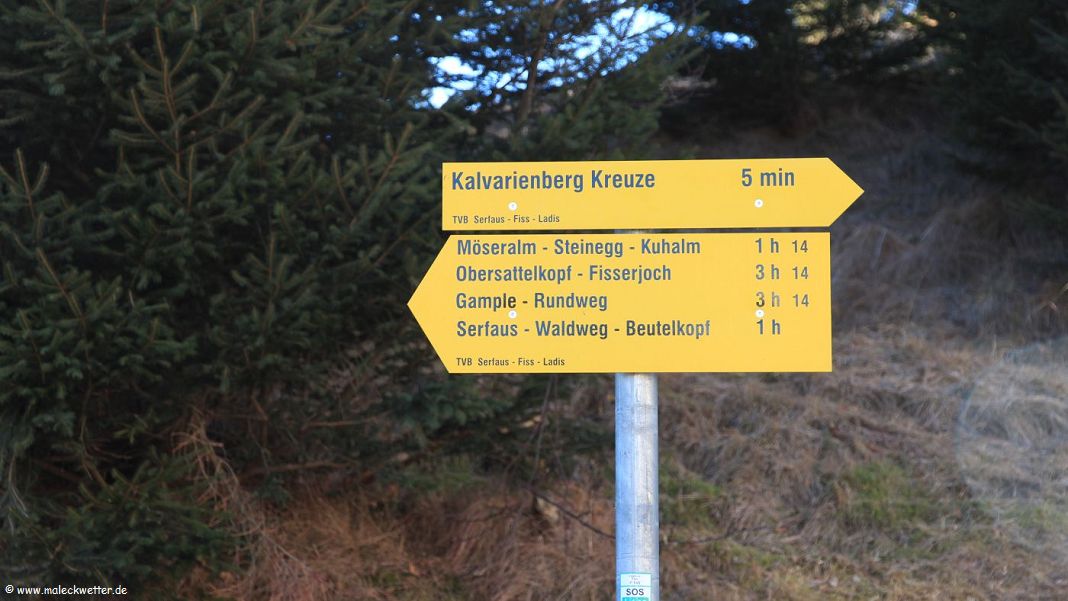 Kalvarienberg Kreuze 5 min
TVB Serfaus - Fiss - Ladis
Möseralm - Steinegg - Kuhalm 1 h 14
Obersattelkopf - Fisserjoch 3 h 14
Gample - Rundweg 3 h 14
Serfaus - Waldweg - Beutelkopf 1 h
TVB Serfaus - Fiss - Ladis
SOS
© www.maleckwetter.de